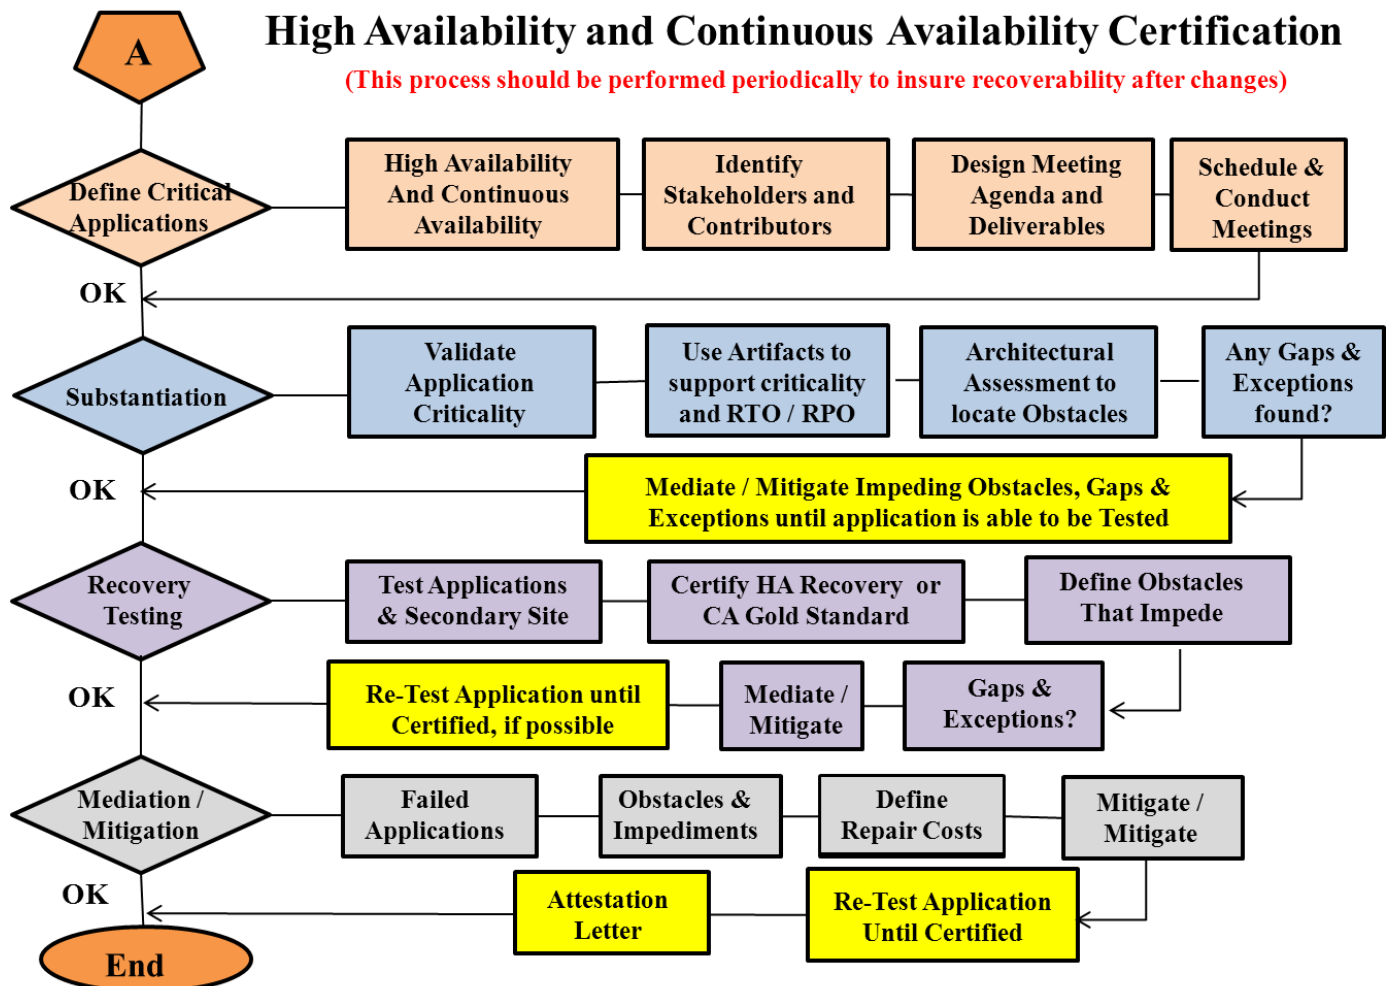 A
High Availability and Continuous Availability Certification
(This process should be performed periodically to insure recoverability after changes)
Define Critical
Applications
High Availability
And Continuous
Availability
Identify
Stakeholders and
Contributors
Design Meeting
Agenda and
Deliverables
Schedule &
Conduct
Meetings
OK
Substantiation
Validate
Application
Criticality
Use Artifacts to
support criticality
and RTO / RPO
Architectural
Assessment to
locate Obstacles
Any Gaps &
Exceptions
found?
OK
Mediate / Mitigate Impeding Obstacles, Gaps &
Exceptions until application is able to be Tested
Recovery
Testing
Test Applications
& Secondary Site
Certify HA Recovery or
CA Gold Standard
Define Obstacles
That Impede
OK
Re-Test Application until
Certified, if possible
Mediate /
Mitigate
Gaps &
Exceptions?
Mediation /
Mitigation
Failed
Applications
Obstacles &
Impediments
Define
Repair Costs
Mitigate /
Mitigate
OK
Attestation
Letter
Re-Test Application
Until Certified
End